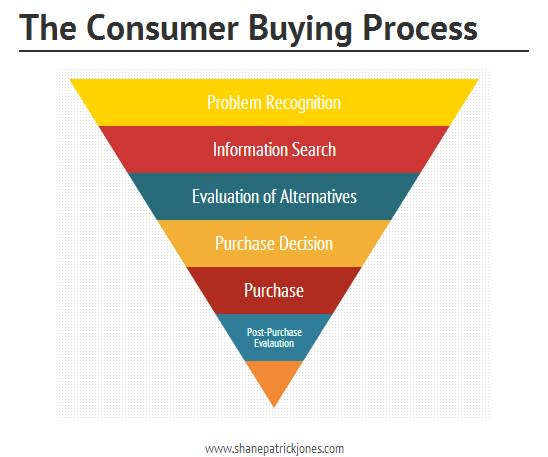 The Consumer Buying Process
Problem Recognition
Information Search
Evaluation of Alternatives
Purchase Decision
Purchase
Post-Purchase
Evalaution
www.shanepatrickjones.com